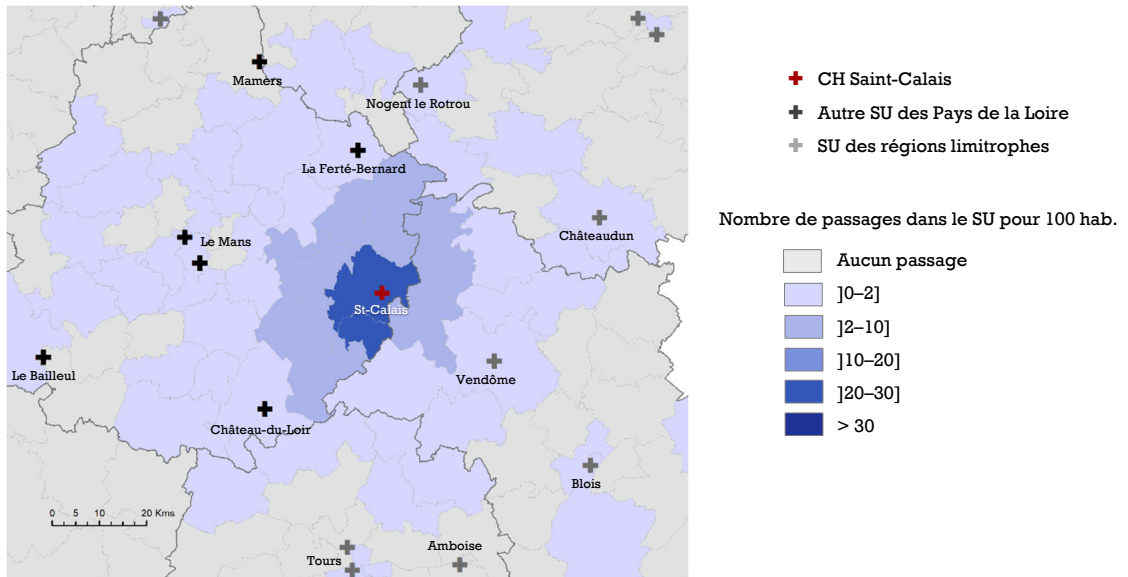 Mamers
Nogent le Rotrou
La Ferté-Bernard
Le Mans
Châteaudun
St-Calais
Le Bailleul
Vendôme
Château-du-Loir
Blois
0 5 10 20 Kms
Tours
Amboise
CH Saint-Calais
Autre SU des Pays de la Loire
SU des régions limitrophes
Nombre de passages dans le SU pour 100 hab.
Aucun passage
]0–2]
]2–10]
]10–20]
]20–30]
> 30